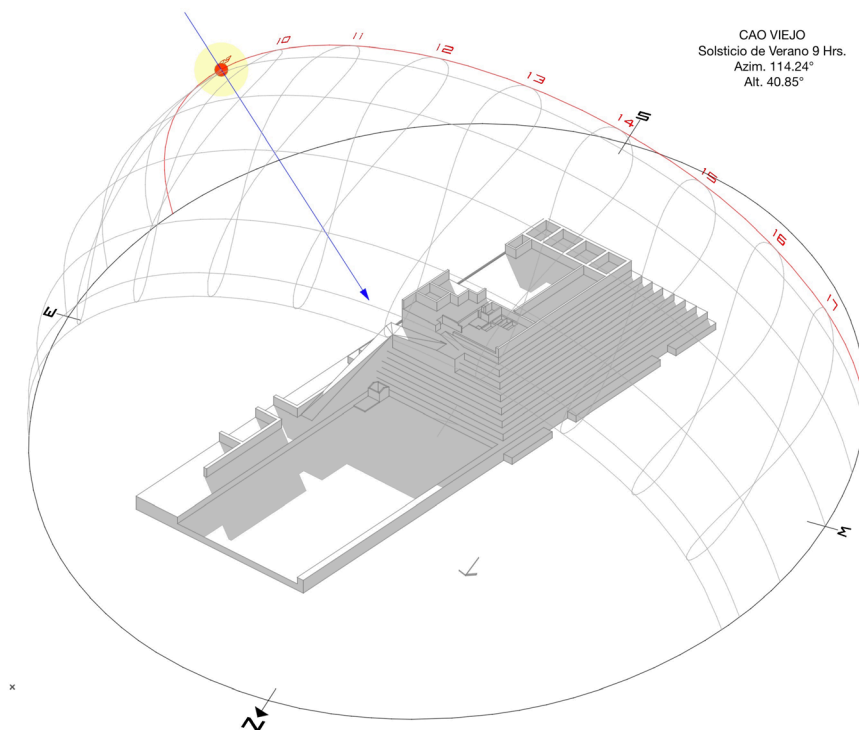 CAO VIEJO
Solsticio de Verano 9 Hrs.
Azim. 114.24°
Alt. 40.85°
10
11
12
13
14
S
15
16
17
E
W
N